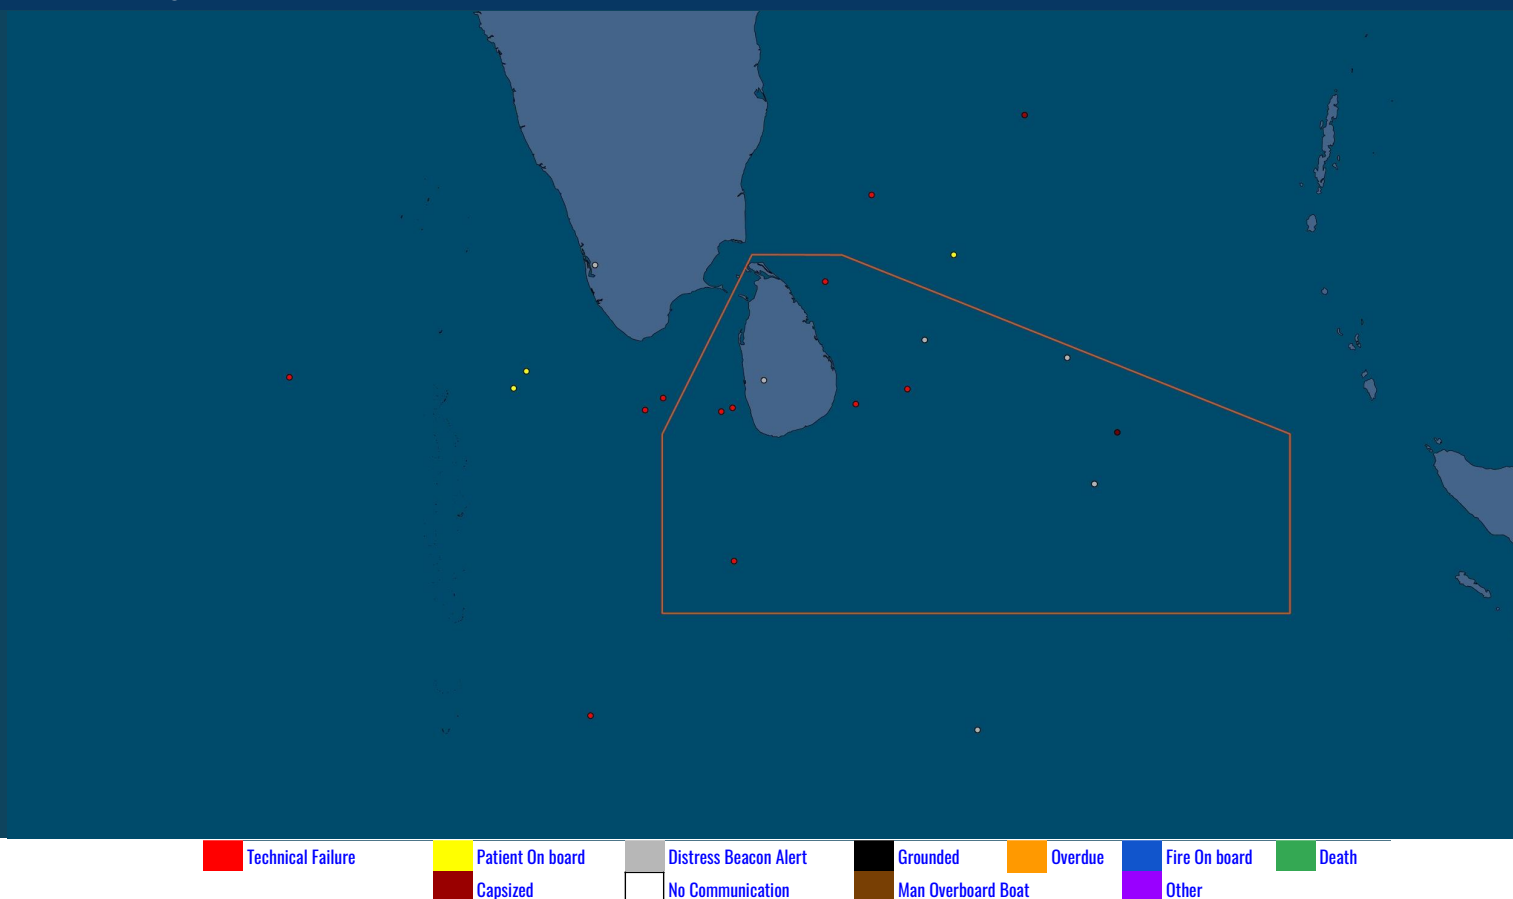 Technical Failure Patient On board Distress Beacon Alert Grounded Overdue Fire On board Death
Capsized No Communication Man Overboard Boat Other